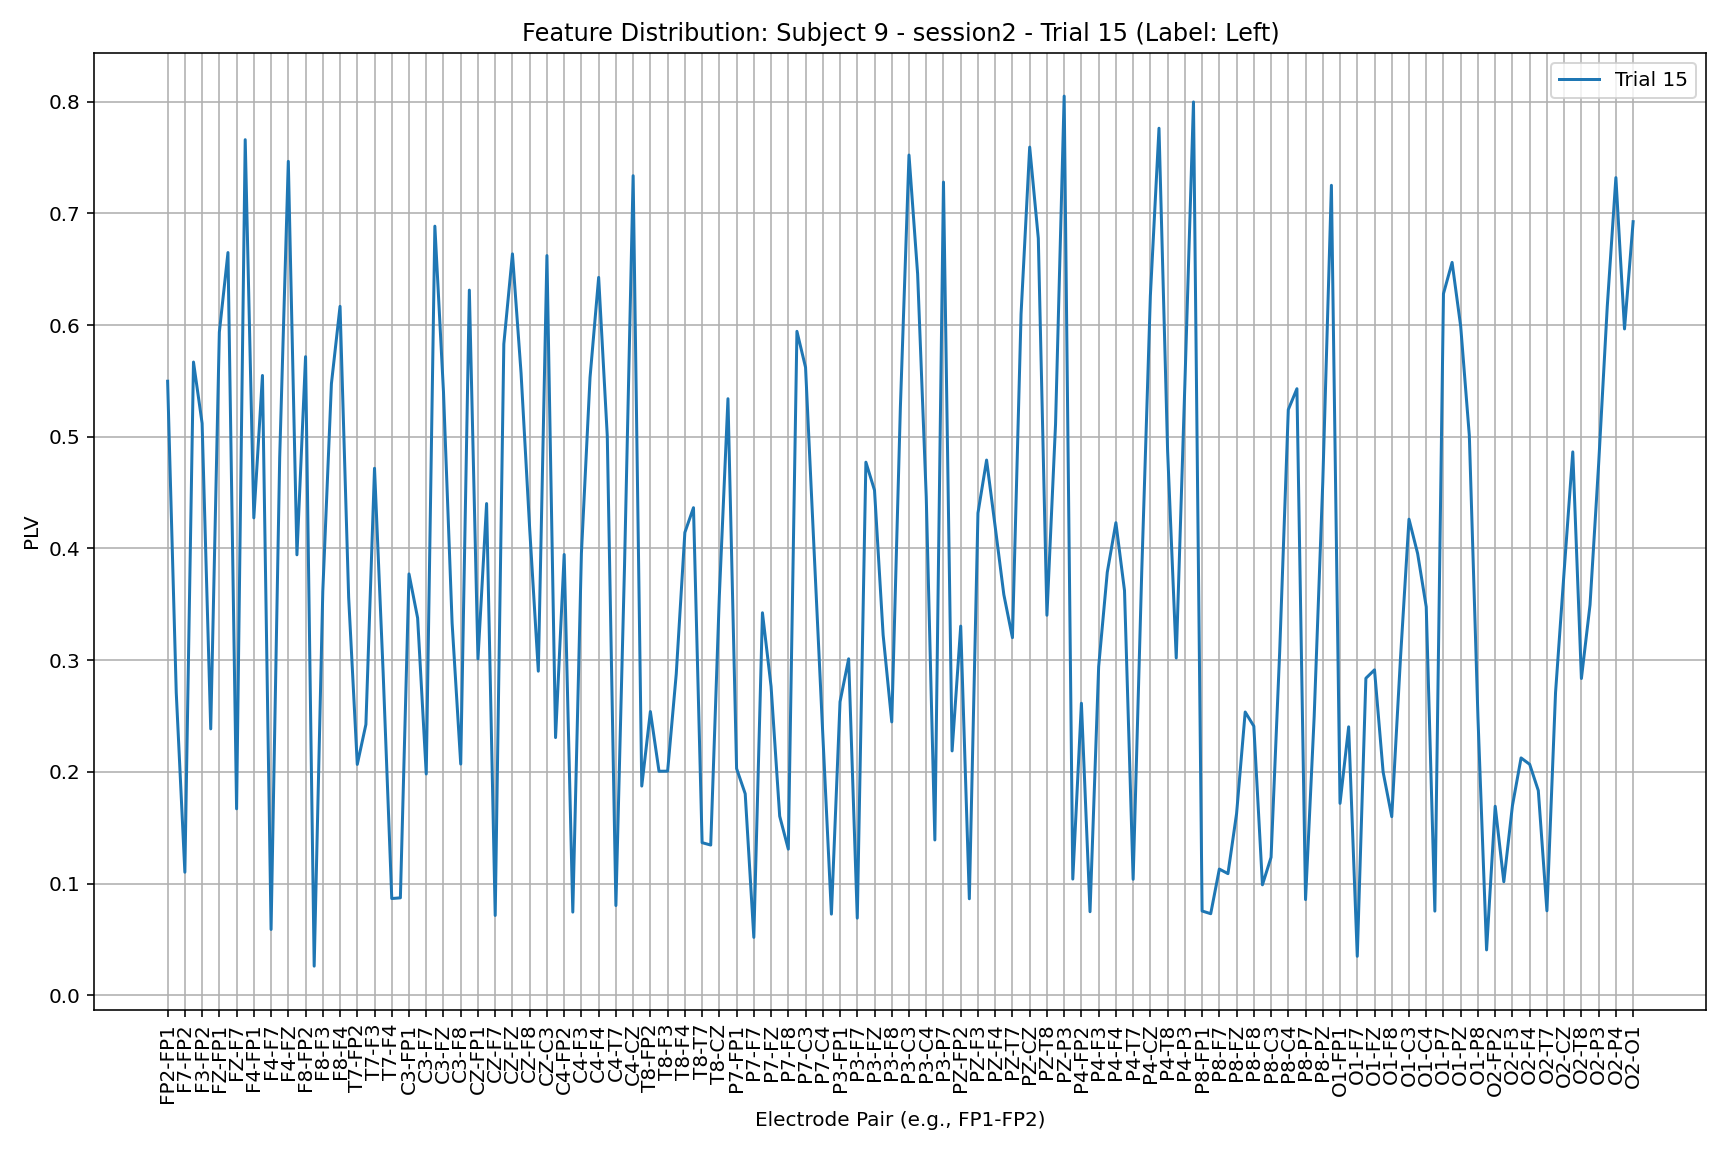 Feature Distribution: Subject 9 - session2 - Trial 15 (Label: Left)
Trial 15
0.8
0.7
0.6
0.5
0.4
0.3
0.2
0.1
0.0
PLV
FP2-FP1
F7-FP2
F3-FP2
FZ-FP1
FZ-F7
F4-FP1
F4-F7
F4-FZ
F8-FP2
F8-F3
F8-F4
T7-FP2
T7-F3
T7-F4
C3-FP1
C3-F7
C3-FZ
C3-F8
CZ-FP1
CZ-F7
CZ-FZ
CZ-F8
CZ-C3
C4-FP2
C4-F3
C4-F4
C4-T7
C4-CZ
T8-FP2
T8-F3
T8-F4
T8-T7
T8-CZ
P7-FP1
P7-F7
P7-FZ
P7-F8
P7-C3
P7-C4
P3-FP1
P3-F7
P3-FZ
P3-F8
P3-C3
P3-C4
P3-P7
PZ-FP2
PZ-F3
PZ-F4
PZ-T7
PZ-CZ
PZ-T8
PZ-P3
P4-FP2
P4-F3
P4-F4
P4-T7
P4-CZ
P4-T8
P4-P3
P8-FP1
P8-F7
P8-FZ
P8-F8
P8-C3
P8-C4
P8-P7
P8-PZ
O1-FP1
O1-F7
O1-FZ
O1-F8
O1-C3
O1-C4
O1-P7
O1-PZ
O1-P8
O2-FP2
O2-F3
O2-F4
O2-T7
O2-CZ
O2-T8
O2-P3
O2-P4
O2-O1
Electrode Pair (e.g., FP1-FP2)